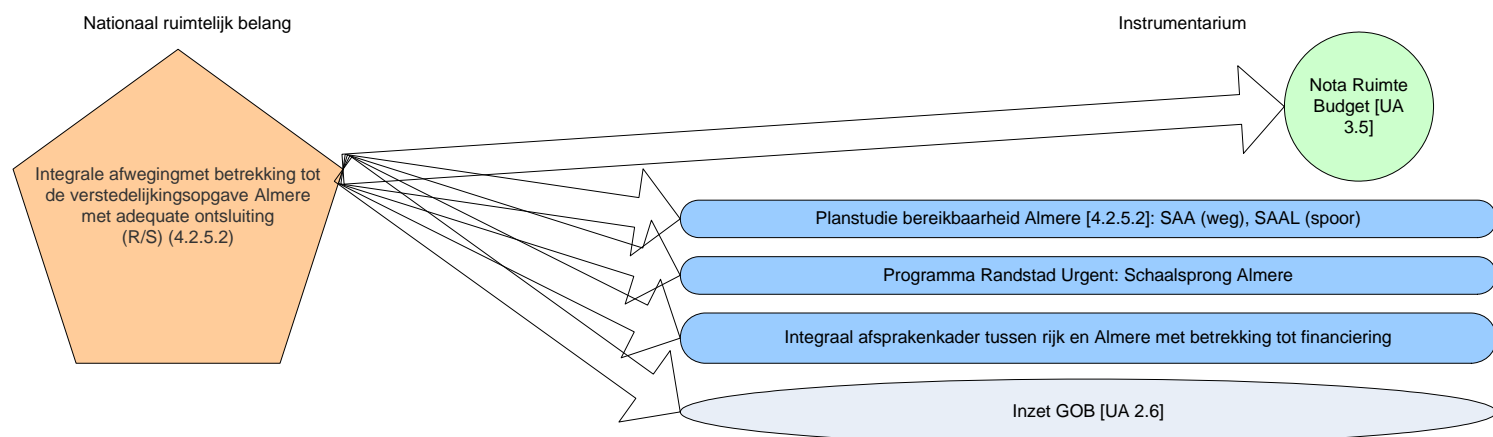 Nationaal ruimtelijk belang
Instrumentarium
Integrale afwegingmet betrekking tot
de verstedelijkingsopgave Almere
met adequate ontsluiting
(R/S) (4.2.5.2)
Nota Ruimte
Budget [UA
3.5]
Planstudie bereikbaarheid Almere [4.2.5.2]: SAA (weg), SAAL (spoor)
Programma Randstad Urgent: Schaalsprong Almere
Integraal afsprakenkader tussen rijk en Almere met betrekking tot financiering
Inzet GOB [UA 2.6]